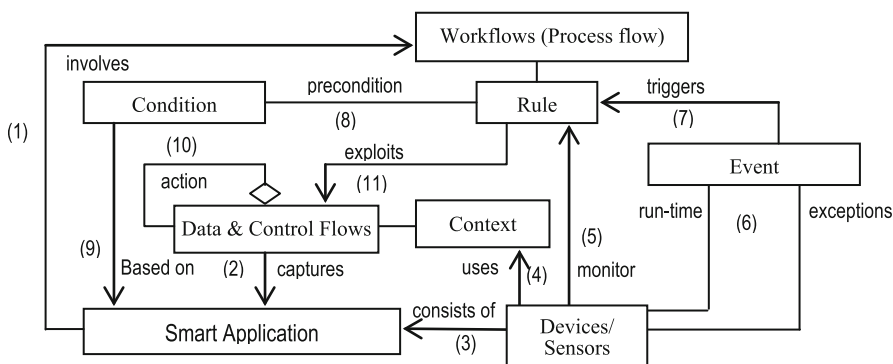 Workflows (Process flow)
involves
Condition
precondition
Rule
triggers
(1)
(8)
(7)
(10)
exploits
Event
action
(11)
run-time
(6)
exceptions
Data & Control Flows
Context
(5)
(9)
Based on
(2)
captures
uses
(4)
monitor
Smart Application
consists of
(3)
Devices/
Sensors